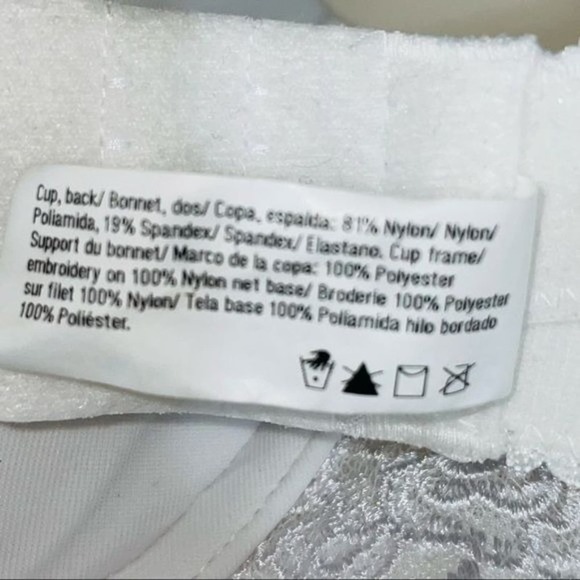 Cup, back/ Bonnet, dos/ Copa, espalda: 81% Nylon/ Nylon/
Poliamida, 19% Spandex/ Spandex/ Elastano. Cup frame/
Support du bonnet/ Marco de la copa: 100% Polyester
embroidery on 100% Nylon net base/ Broderie 100% Polyester
sur filet 100% Nylon/ Tela base 100% Poliamida hilo bordado
100% Poliéster.